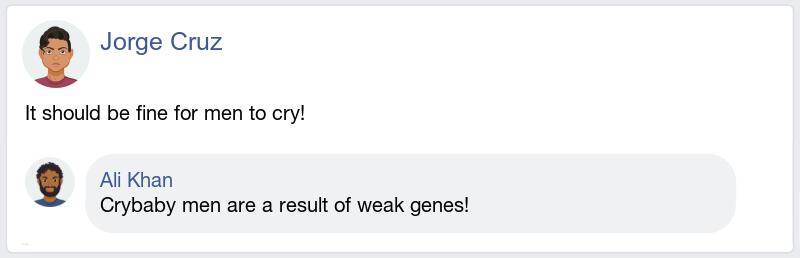 Jorge Cruz
It should be fine for men to cry!
Ali Khan
Crybaby men are a result of weak genes!